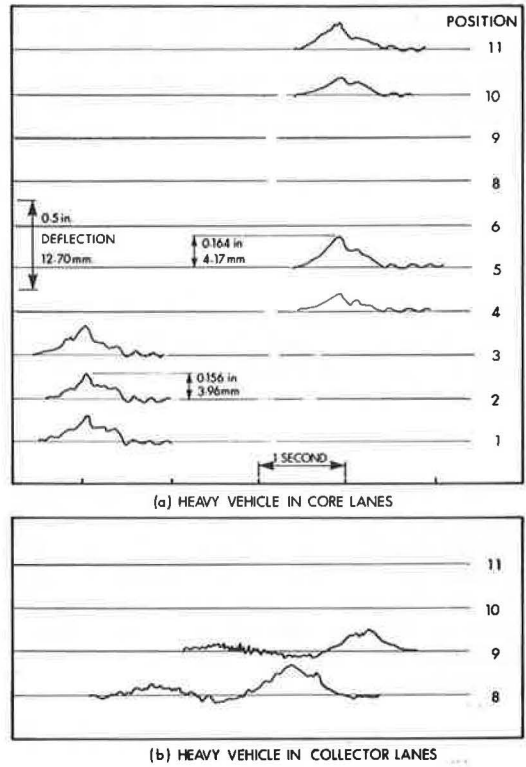 POSITION
11
10
9
8
6
0.5 in.
DEFLECTION
12.70 mm
0.164 in
4.17 mm
5
4
3
0.156 in
3.96 mm
2
1
1 SECOND
(a) HEAVY VEHICLE IN CORE LANES
11
10
9
8
(b) HEAVY VEHICLE IN COLLECTOR LANES